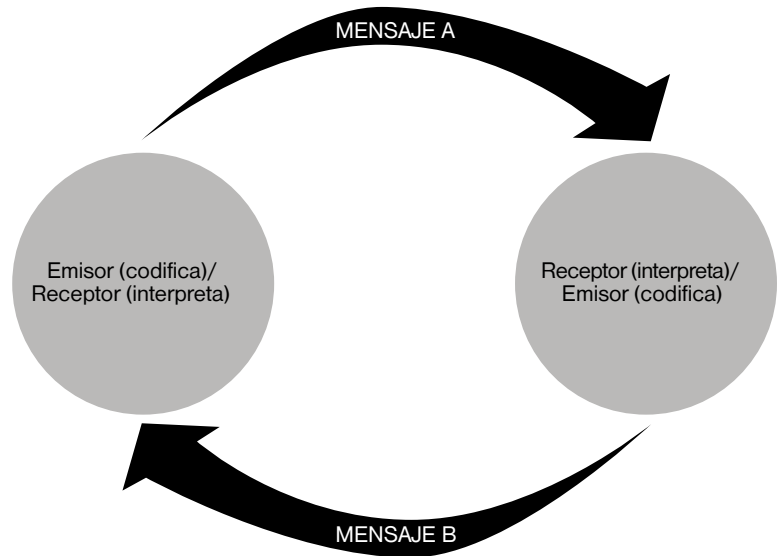 MENSAJE A
Emisor (codifica)/
Receptor (interpreta)
Receptor (interpreta)/
Emisor (codifica)
MENSAJE B